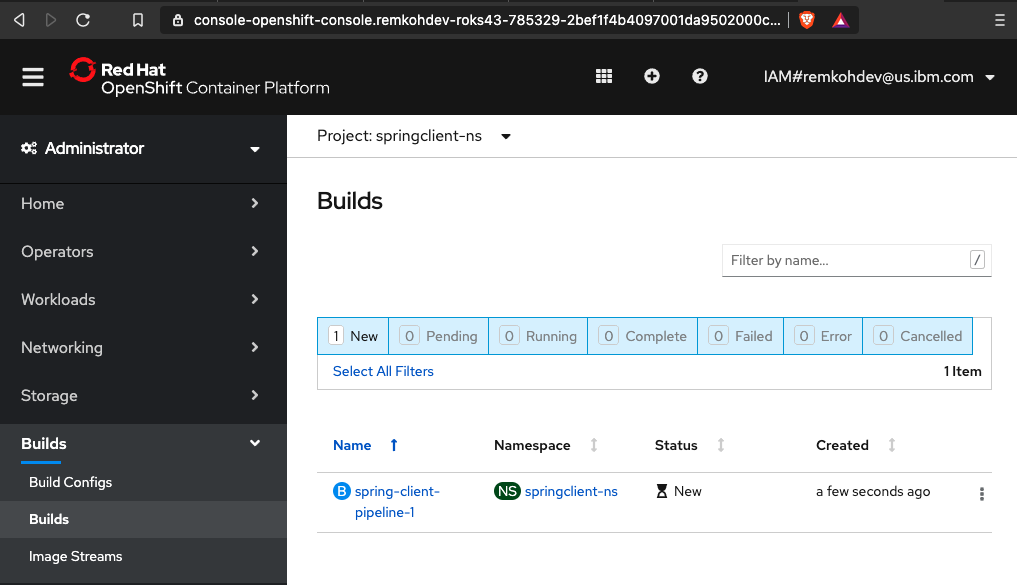 console-openshift-console.remkohdev-roks43-785329-2bef1f4b4097001da9502000c...
Red Hat
OpenShift Container Platform
IAM#remkohdev@us.ibm.com
Administrator
Project: springclient-ns
Home
Operators
Workloads
Networking
Storage
Builds
Build Configs
Builds
Image Streams
Builds
Filter by name...
/
1 New 0 Pending 0 Running 0 Complete 0 Failed 0 Error 0 Cancelled
Select All Filters 1 Item
Name Namespace Status Created
B spring-client- NS springclient-ns New a few seconds ago
pipeline-1